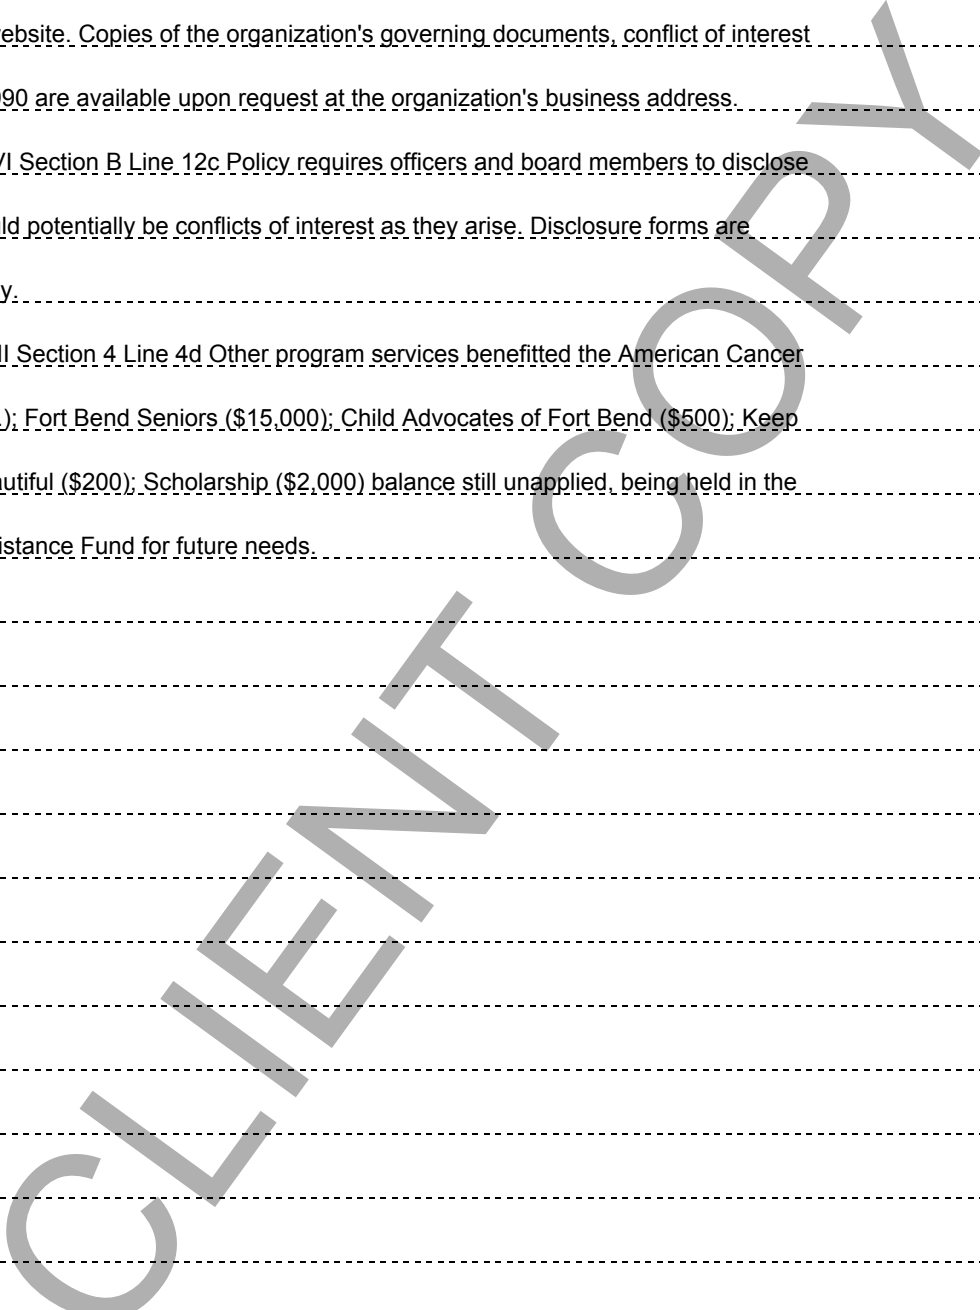 website. Copies of the organization's governing documents, conflict of interest
990 are available upon request at the organization's business address.
VI Section B Line 12c Policy requires officers and board members to disclose
potentially be conflicts of interest as they arise. Disclosure forms are
y.
II Section 4 Line 4d Other program services benefitted the American Cancer
); Fort Bend Seniors ($15,000); Child Advocates of Fort Bend ($500); Keep
($200); Scholarship ($2,000) balance still unapplied, being held in the
Fund for future needs.
CLIENT COPY